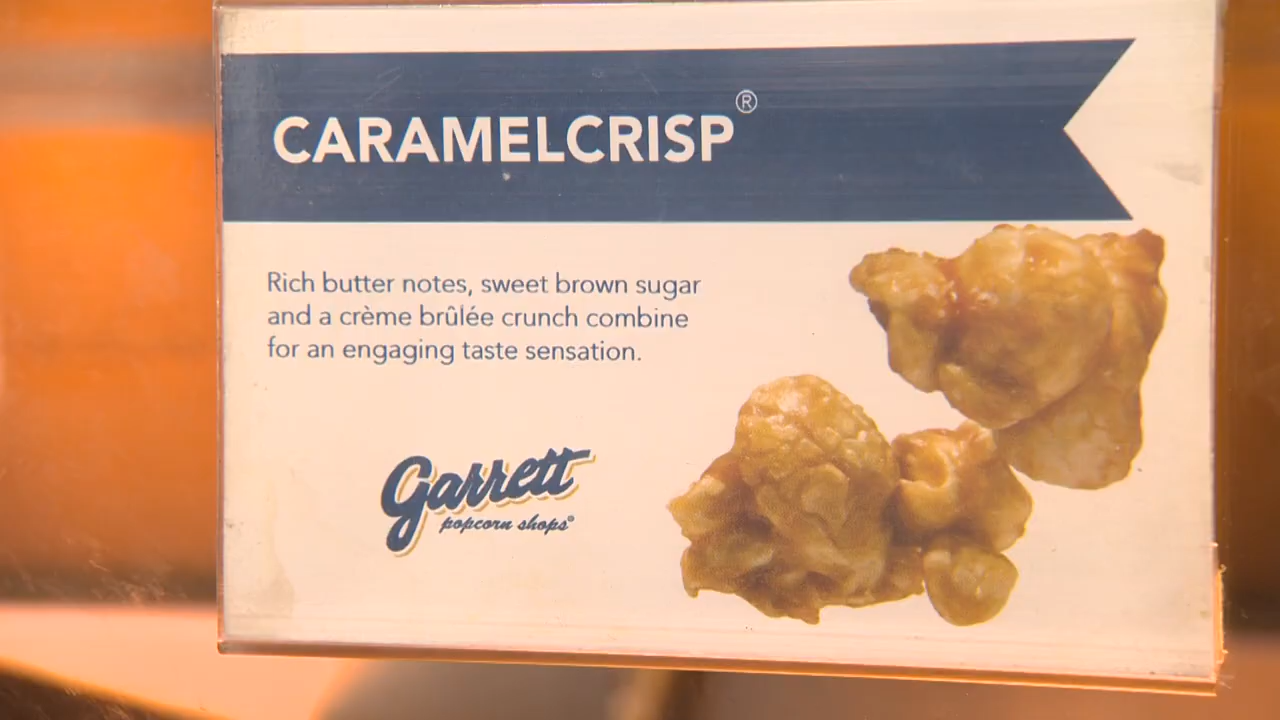 CARAMELCRISP®
Rich butter notes, sweet brown sugar
and a crème brûlée crunch combine
for an engaging taste sensation.
Garrett
popcorn shops®